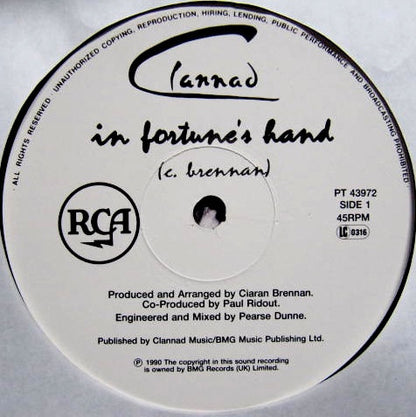 ALL RIGHTS RESERVED · UNAUTHORIZED COPYING, REPRODUCTION, HIRING, LENDING, PUBLIC PERFORMANCE AND BROADCASTING PROHIBITED
Clannad
in fortune's hand
(c. brennan)
RCA
PT 43972
SIDE 1
45RPM
LC 0316
Produced and Arranged by Ciaran Brennan.
Co-Produced by Paul Ridout.
Engineered and Mixed by Pearse Dunne.
Published by Clannad Music/BMG Music Publishing Ltd.
℗ 1990 The copyright in this sound recording
is owned by BMG Records (UK) Limited.